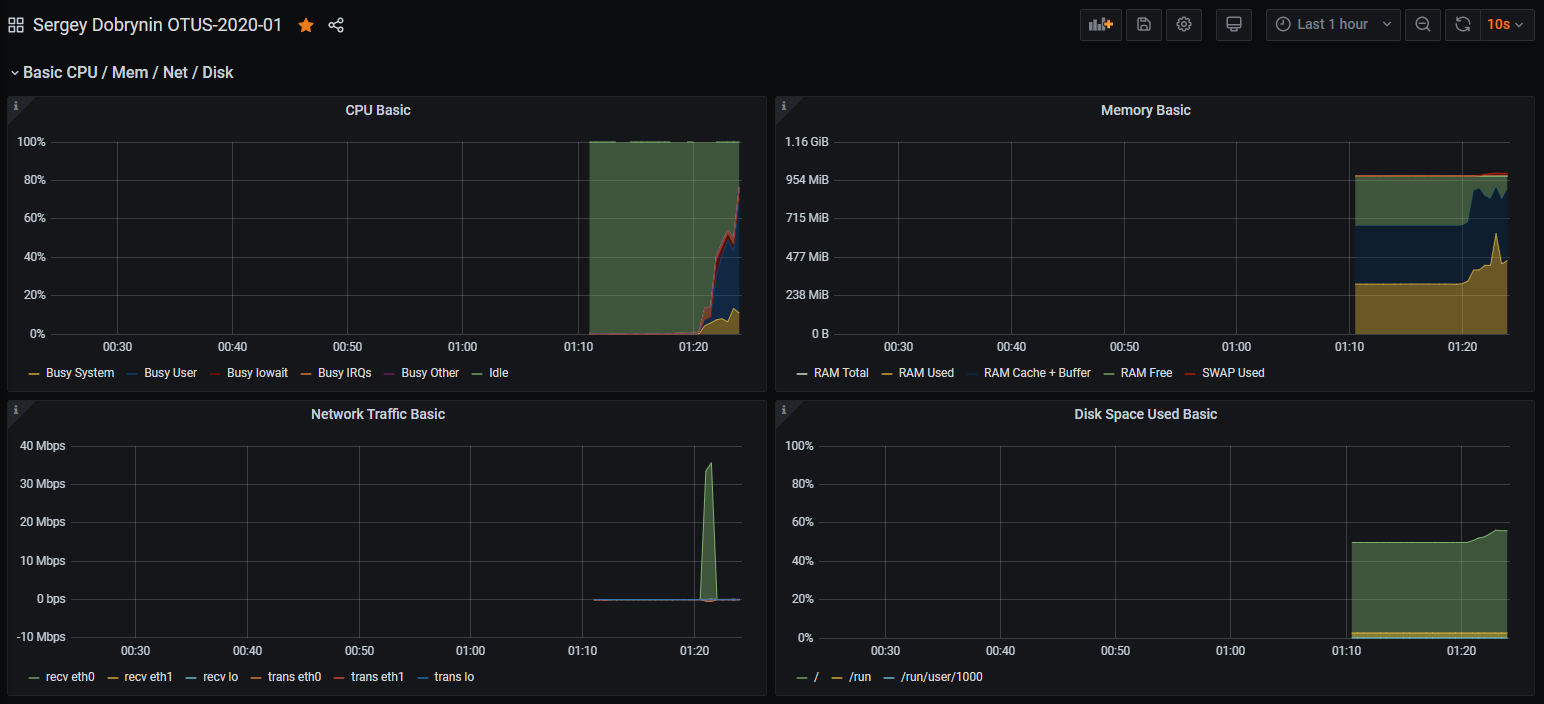 Sergey Dobrynin OTUS-2020-01
Last 1 hour
10s
Basic CPU / Mem / Net / Disk
i
CPU Basic
100%
80%
60%
40%
20%
0%
00:30 00:40 00:50 01:00 01:10 01:20
Busy System Busy User Busy Iowait Busy IRQs Busy Other Idle
i
Memory Basic
1.16 GiB
954 MiB
715 MiB
477 MiB
238 MiB
0 B
00:30 00:40 00:50 01:00 01:10 01:20
RAM Total RAM Used RAM Cache + Buffer RAM Free SWAP Used
i
Network Traffic Basic
40 Mbps
30 Mbps
20 Mbps
10 Mbps
0 bps
-10 Mbps
00:30 00:40 00:50 01:00 01:10 01:20
recv eth0 recv eth1 recv lo trans eth0 trans eth1 trans lo
i
Disk Space Used Basic
100%
80%
60%
40%
20%
0%
00:30 00:40 00:50 01:00 01:10 01:20
/ /run /run/user/1000